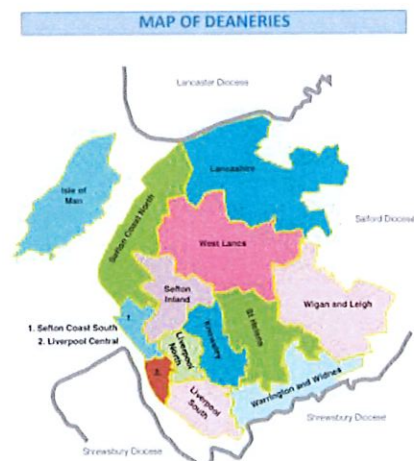 MAP OF DEANERIES
Lancaster Diocese
Isle of
Man
Lancashire
Sefton Coast North
Salford Diocese
West Lancs
Sefton
Inland
Wigan and Leigh
1.
1. Sefton Coast South
2. Liverpool Central
St Helens
Knowsley
Liverpool
North
2.
Liverpool
South
Warrington and Widnes
Shrewsbury Diocese
Shrewsbury Diocese